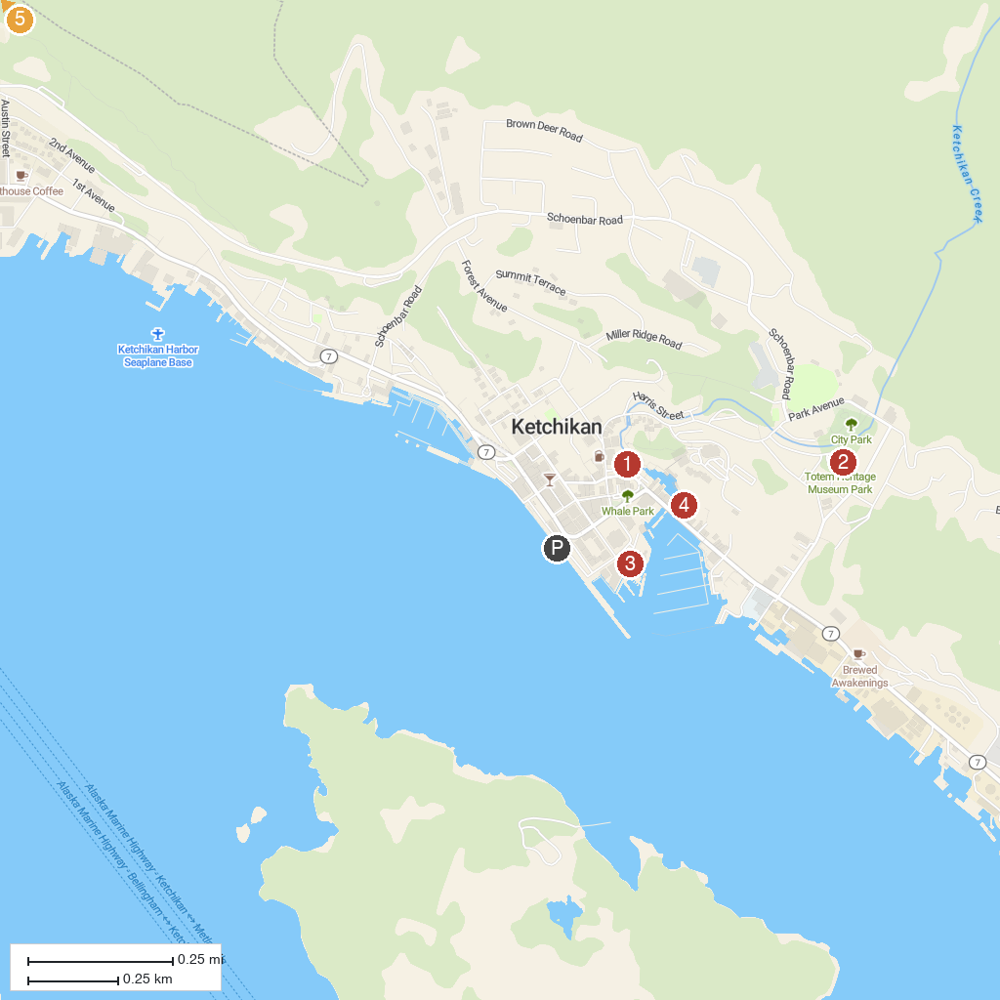 5
Austin Street
2nd Avenue
1st Avenue
thouse Coffee
Brown Deer Road
Ketchikan Creek
Schoenbar Road
Forest Avenue
Summit Terrace
Schoenbar Road
Ketchikan Harbor
Seaplane Base
7
Miller Ridge Road
Schoenbar Road
Harris Street
Park Avenue
Ketchikan
City Park
7
1
2
Totem Heritage
Museum Park
Whale Park
4
P
3
7
Brewed
Awakenings
7
Alaska Marine Highway - Ketchikan ↔ Metl
Alaska Marine Highway - Bellingham ↔ Ketc
0.25 mi
0.25 km